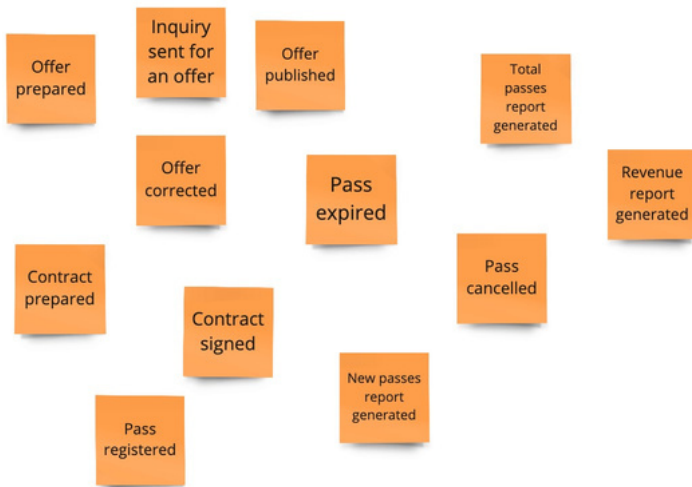 Offer
prepared
Inquiry
sent for
an offer
Offer
published
Total
passes
report
generated
Offer
corrected
Pass
expired
Revenue
report
generated
Contract
prepared
Contract
signed
Pass
cancelled
New passes
report
generated
Pass
registered